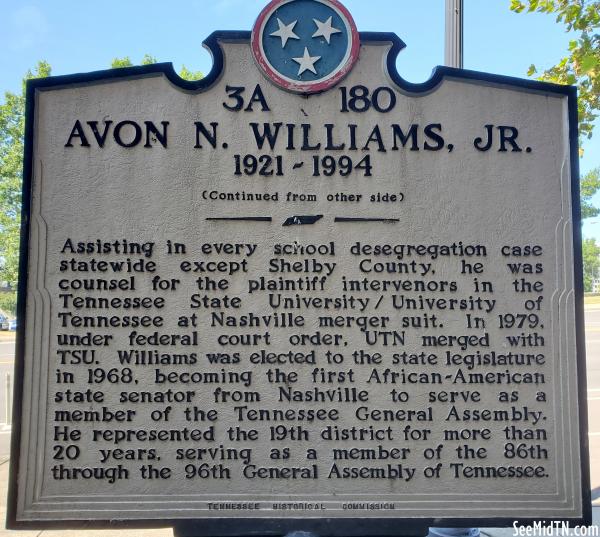 3A 180
AVON N. WILLIAMS, JR.
1921 - 1994
(Continued from other side)
Assisting in every school desegregation case
statewide except Shelby County, he was
counsel for the plaintiff intervenors in the
Tennessee State University/University of
Tennessee at Nashville merger suit. In 1979,
under federal court order, UTN merged with
TSU. Williams was elected to the state legislature
in 1968, becoming the first African-American
state senator from Nashville to serve as a
member of the Tennessee General Assembly.
He represented the 19th district for more than
20 years, serving as a member of the 86th
through the 96th General Assembly of Tennessee.
TENNESSEE HISTORICAL COMMISSION
SeeMidTN.com